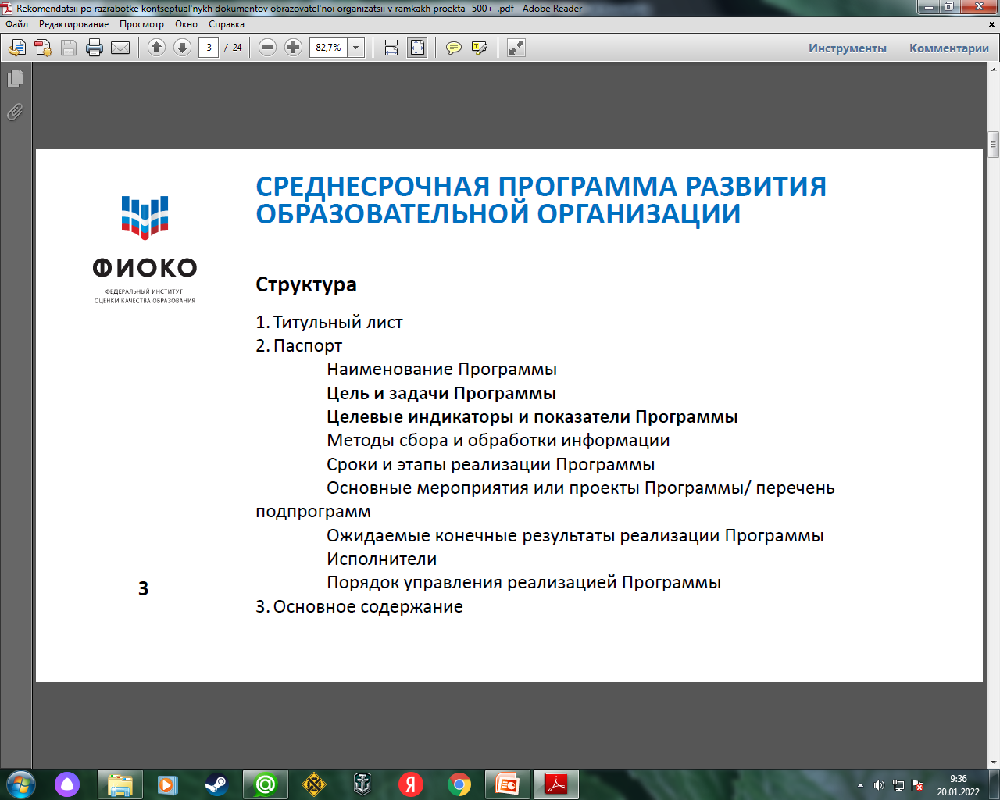 Rekomendatsii po razrabotke kontseptual'nykh dokumentov obrazovatel'noi organizatsii v ramkakh proekta _500+_.pdf - Adobe Reader
Файл Редактирование Просмотр Окно Справка
3 / 24 82,7% Инструменты Комментарии
СРЕДНЕСРОЧНАЯ ПРОГРАММА РАЗВИТИЯ
ОБРАЗОВАТЕЛЬНОЙ ОРГАНИЗАЦИИ
ФИОКО
ФЕДЕРАЛЬНЫЙ ИНСТИТУТ
ОЦЕНКИ КАЧЕСТВА ОБРАЗОВАНИЯ
Структура
1. Титульный лист
2. Паспорт
Наименование Программы
Цель и задачи Программы
Целевые индикаторы и показатели Программы
Методы сбора и обработки информации
Сроки и этапы реализации Программы
Основные мероприятия или проекты Программы/ перечень
подпрограмм
Ожидаемые конечные результаты реализации Программы
Исполнители
Порядок управления реализацией Программы
3. Основное содержание
3
9:36
20.01.2022